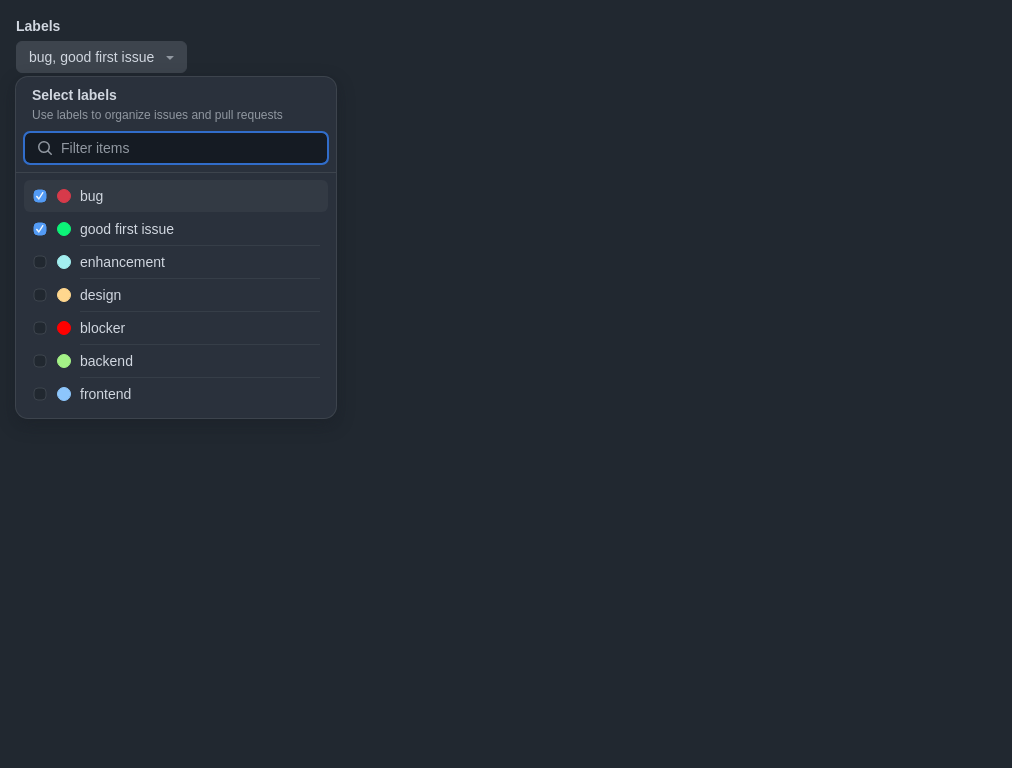 Labels
bug, good first issue
Select labels
Use labels to organize issues and pull requests
Filter items
bug
good first issue
enhancement
design
blocker
backend
frontend